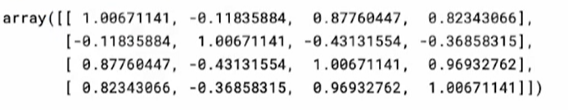 array([[ 1.00671141, -0.11835884,  0.87760447,  0.82343066],
       [-0.11835884,  1.00671141, -0.43131554, -0.36858315],
       [ 0.87760447, -0.43131554,  1.00671141,  0.96932762],
       [ 0.82343066, -0.36858315,  0.96932762,  1.00671141]])